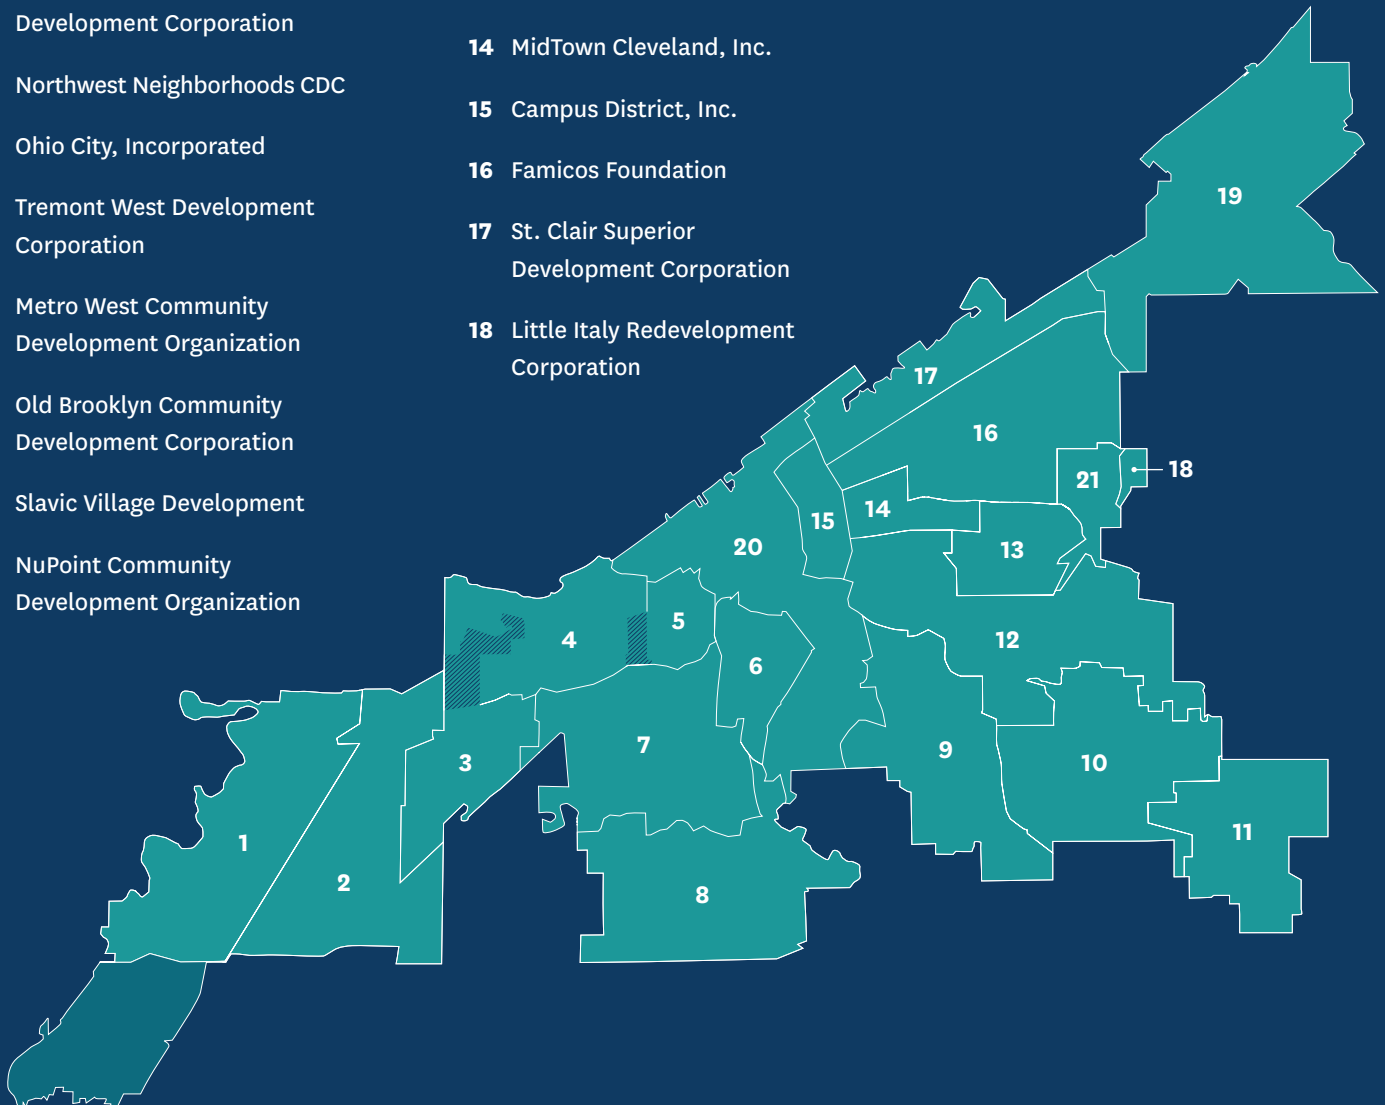 Development Corporation
Northwest Neighborhoods CDC
Ohio City, Incorporated
Tremont West Development
Corporation
Metro West Community
Development Organization
Old Brooklyn Community
Development Corporation
Slavic Village Development
NuPoint Community
Development Organization
14 MidTown Cleveland, Inc.
15 Campus District, Inc.
16 Famicos Foundation
17 St. Clair Superior
Development Corporation
18 Little Italy Redevelopment
Corporation
19
17
16
18
21
14
15
13
20
5
4
12
6
7
9
3
10
11
1
2
8